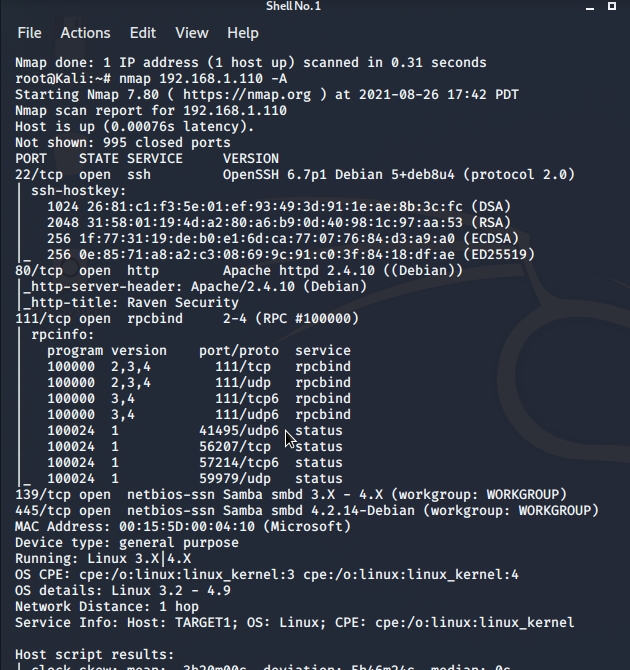 Shell No. 1
File Actions Edit View Help
Nmap done: 1 IP address (1 host up) scanned in 0.31 seconds
root@Kali:~# nmap 192.168.1.110 -A
Starting Nmap 7.80 ( https://nmap.org ) at 2021-08-26 17:42 PDT
Nmap scan report for 192.168.1.110
Host is up (0.00076s latency).
Not shown: 995 closed ports
PORT    STATE SERVICE     VERSION
22/tcp  open  ssh         OpenSSH 6.7p1 Debian 5+deb8u4 (protocol 2.0)
| ssh-hostkey:
|   1024 26:81:c1:f3:5e:01:ef:93:49:3d:91:1e:ae:8b:3c:fc (DSA)
|   2048 31:58:01:19:4d:a2:80:a6:b9:0d:40:98:1c:97:aa:53 (RSA)
|   256 1f:77:31:19:de:b0:e1:6d:ca:77:07:76:84:d3:a9:a0 (ECDSA)
|_  256 0e:85:71:a8:a2:c3:08:69:9c:91:c0:3f:84:18:df:ae (ED25519)
80/tcp  open  http        Apache httpd 2.4.10 ((Debian))
|_http-server-header: Apache/2.4.10 (Debian)
|_http-title: Raven Security
111/tcp open  rpcbind     2-4 (RPC #100000)
| rpcinfo:
|   program version    port/proto  service
|   100000  2,3,4        111/tcp   rpcbind
|   100000  2,3,4        111/udp   rpcbind
|   100000  3,4          111/tcp6  rpcbind
|   100000  3,4          111/udp6  rpcbind
|   100024  1          41495/udp6  status
|   100024  1          56207/tcp   status
|   100024  1          57214/tcp6  status
|_  100024  1          59979/udp   status
139/tcp open  netbios-ssn Samba smbd 3.X - 4.X (workgroup: WORKGROUP)
445/tcp open  netbios-ssn Samba smbd 4.2.14-Debian (workgroup: WORKGROUP)
MAC Address: 00:15:5D:00:04:10 (Microsoft)
Device type: general purpose
Running: Linux 3.X|4.X
OS CPE: cpe:/o:linux:linux_kernel:3 cpe:/o:linux:linux_kernel:4
OS details: Linux 3.2 - 4.9
Network Distance: 1 hop
Service Info: Host: TARGET1; OS: Linux; CPE: cpe:/o:linux:linux_kernel
Host script results:
|_clock-skew: mean: -3h20m00s, deviation: 5h46m24s, median: 0s